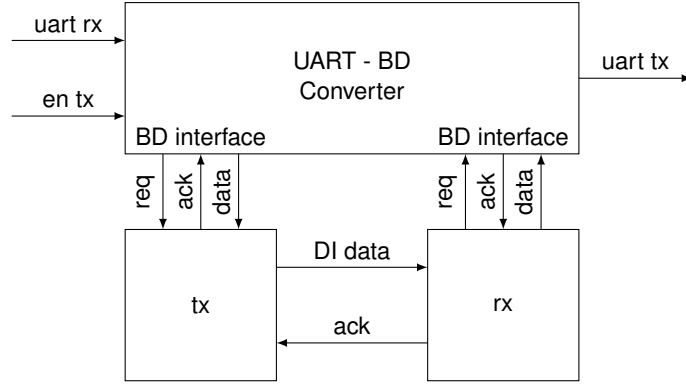 uart rx
UART - BD
Converter
uart tx
en tx
BD interface
BD interface
req
ack
data
req
ack
data
DI data
tx
rx
ack